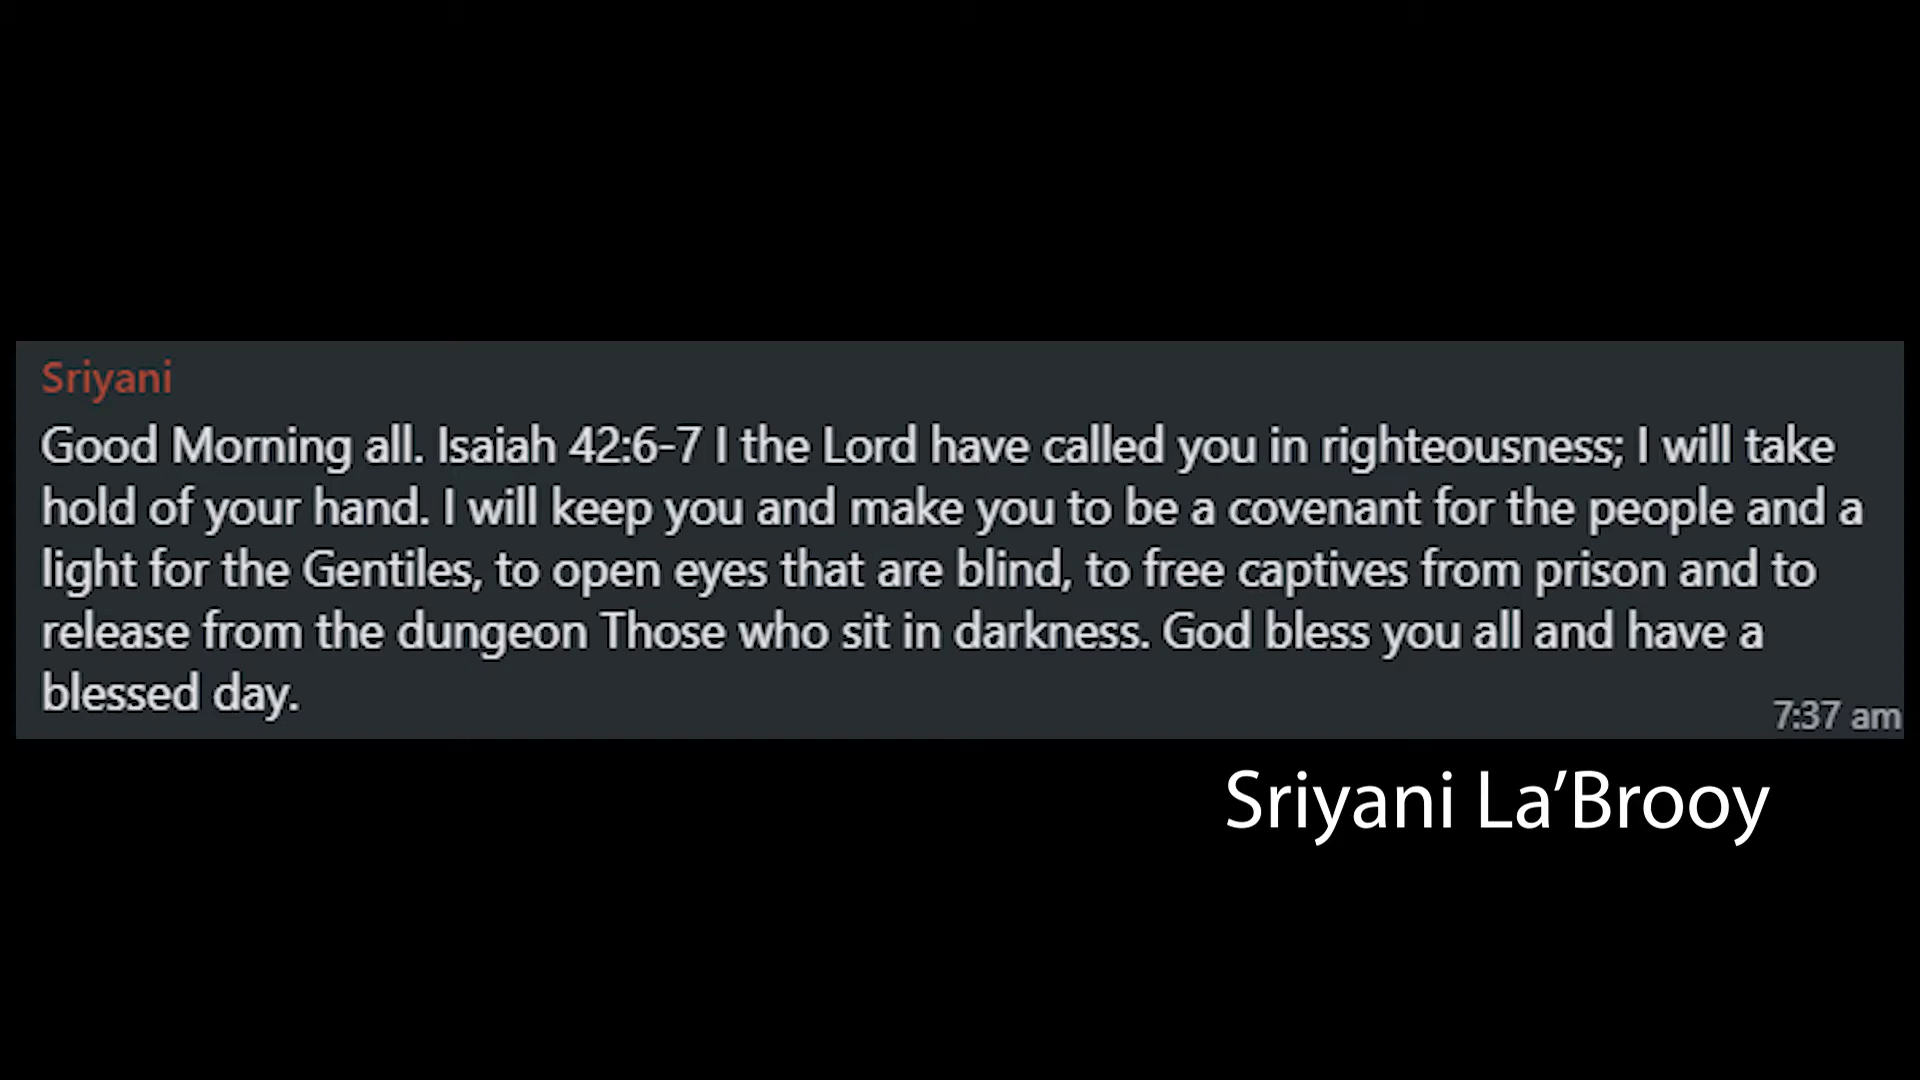 Sriyani
Good Morning all. Isaiah 42:6-7 I the Lord have called you in righteousness; I will take
hold of your hand. I will keep you and make you to be a covenant for the people and a
light for the Gentiles, to open eyes that are blind, to free captives from prison and to
release from the dungeon Those who sit in darkness. God bless you all and have a
blessed day.
7:37 am
Sriyani La’Brooy